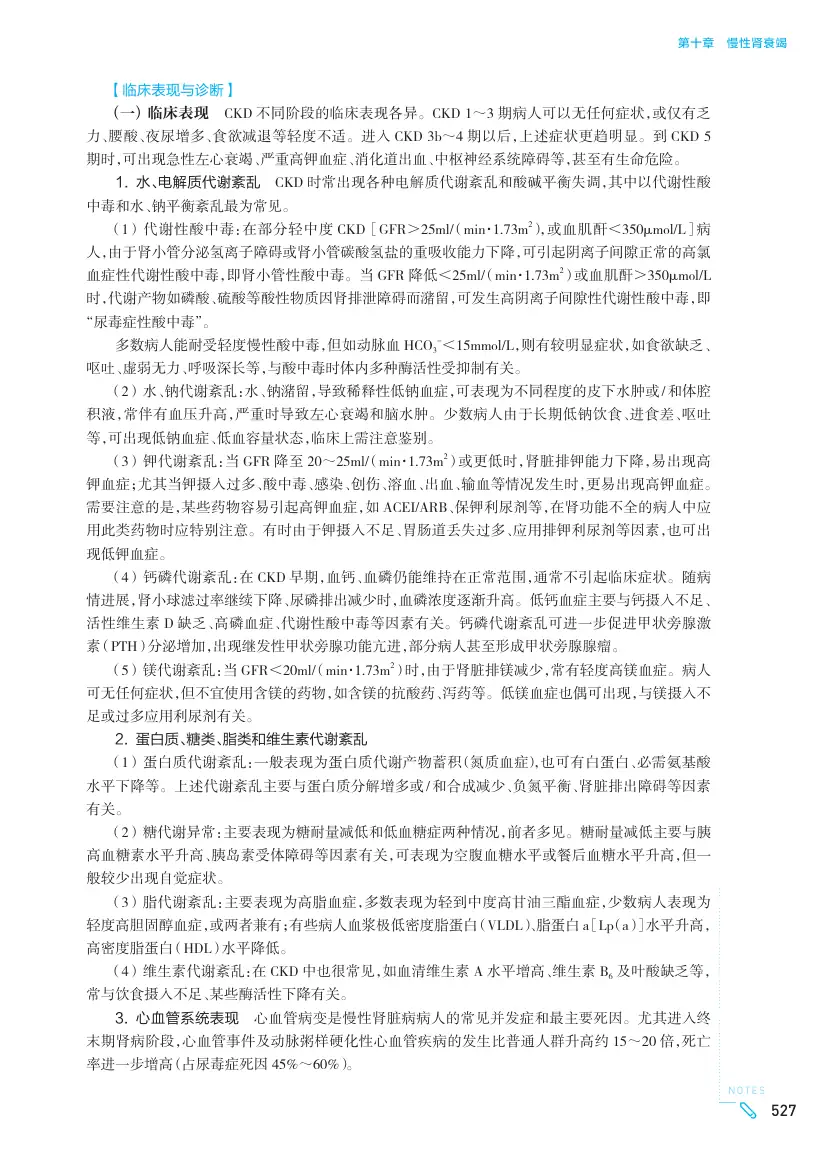 第十章 慢性肾衰竭
【临床表现与诊断】
(一) 临床表现 CKD 不同阶段的临床表现各异。CKD 1～3 期病人可以无任何症状,或仅有乏
力、腰酸、夜尿增多、食欲减退等轻度不适。进入 CKD 3b～4 期以后,上述症状更趋明显。到 CKD 5
期时,可出现急性左心衰竭、严重高钾血症、消化道出血、中枢神经系统障碍等,甚至有生命危险。
1. 水、电解质代谢紊乱 CKD 时常出现各种电解质代谢紊乱和酸碱平衡失调,其中以代谢性酸
中毒和水、钠平衡紊乱最为常见。
(1) 代谢性酸中毒:在部分轻中度 CKD [GFR>25ml/(min·1.73m²),或血肌酐<350μmol/L]病
人,由于肾小管分泌氢离子障碍或肾小管碳酸氢盐的重吸收能力下降,可引起阴离子间隙正常的高氯
血症性代谢性酸中毒,即肾小管性酸中毒。当 GFR 降低<25ml/(min·1.73m²)或血肌酐>350μmol/L
时,代谢产物如磷酸、硫酸等酸性物质因肾排泄障碍而潴留,可发生高阴离子间隙性代谢性酸中毒,即
“尿毒症性酸中毒”。
多数病人能耐受轻度慢性酸中毒,但如动脉血 HCO₃⁻<15mmol/L,则有较明显症状,如食欲缺乏、
呕吐、虚弱无力、呼吸深长等,与酸中毒时体内多种酶活性受抑制有关。
(2) 水、钠代谢紊乱:水、钠潴留,导致稀释性低钠血症,可表现为不同程度的皮下水肿或/和体腔
积液,常伴有血压升高,严重时导致左心衰竭和脑水肿。少数病人由于长期低钠饮食、进食差、呕吐
等,可出现低钠血症、低血容量状态,临床上需注意鉴别。
(3) 钾代谢紊乱:当 GFR 降至 20～25ml/(min·1.73m²)或更低时,肾脏排钾能力下降,易出现高
钾血症;尤其当钾摄入过多、酸中毒、感染、创伤、溶血、出血、输血等情况发生时,更易出现高钾血症。
需要注意的是,某些药物容易引起高钾血症,如 ACEI/ARB、保钾利尿剂等,在肾功能不全的病人中应
用此类药物时应特别注意。有时由于钾摄入不足、胃肠道丢失过多、应用排钾利尿剂等因素,也可出
现低钾血症。
(4) 钙磷代谢紊乱:在 CKD 早期,血钙、血磷仍能维持在正常范围,通常不引起临床症状。随病
情进展,肾小球滤过率继续下降、尿磷排出减少时,血磷浓度逐渐升高。低钙血症主要与钙摄入不足、
活性维生素 D 缺乏、高磷血症、代谢性酸中毒等因素有关。钙磷代谢紊乱可进一步促进甲状旁腺激
素(PTH)分泌增加,出现继发性甲状旁腺功能亢进,部分病人甚至形成甲状旁腺腺瘤。
(5) 镁代谢紊乱:当 GFR<20ml/(min·1.73m²)时,由于肾脏排镁减少,常有轻度高镁血症。病人
可无任何症状,但不宜使用含镁的药物,如含镁的抗酸药、泻药等。低镁血症也偶可出现,与镁摄入不
足或过多应用利尿剂有关。
2. 蛋白质、糖类、脂类和维生素代谢紊乱
(1) 蛋白质代谢紊乱:一般表现为蛋白质代谢产物蓄积(氮质血症),也可有白蛋白、必需氨基酸
水平下降等。上述代谢紊乱主要与蛋白质分解增多或/和合成减少、负氮平衡、肾脏排出障碍等因素
有关。
(2) 糖代谢异常:主要表现为糖耐量减低和低血糖症两种情况,前者多见。糖耐量减低主要与胰
高血糖素水平升高、胰岛素受体障碍等因素有关,可表现为空腹血糖水平或餐后血糖水平升高,但一
般较少出现自觉症状。
(3) 脂代谢紊乱:主要表现为高脂血症,多数表现为轻到中度高甘油三酯血症,少数病人表现为
轻度高胆固醇血症,或两者兼有;有些病人血浆极低密度脂蛋白(VLDL)、脂蛋白 a[Lp(a)]水平升高,
高密度脂蛋白(HDL)水平降低。
(4) 维生素代谢紊乱:在 CKD 中也很常见,如血清维生素 A 水平增高、维生素 B₆ 及叶酸缺乏等,
常与饮食摄入不足、某些酶活性下降有关。
3. 心血管系统表现 心血管病变是慢性肾脏病病人的常见并发症和最主要死因。尤其进入终
末期肾病阶段,心血管事件及动脉粥样硬化性心血管疾病的发生比普通人群升高约 15～20 倍,死亡
率进一步增高(占尿毒症死因 45%～60%)。
NOTES
527